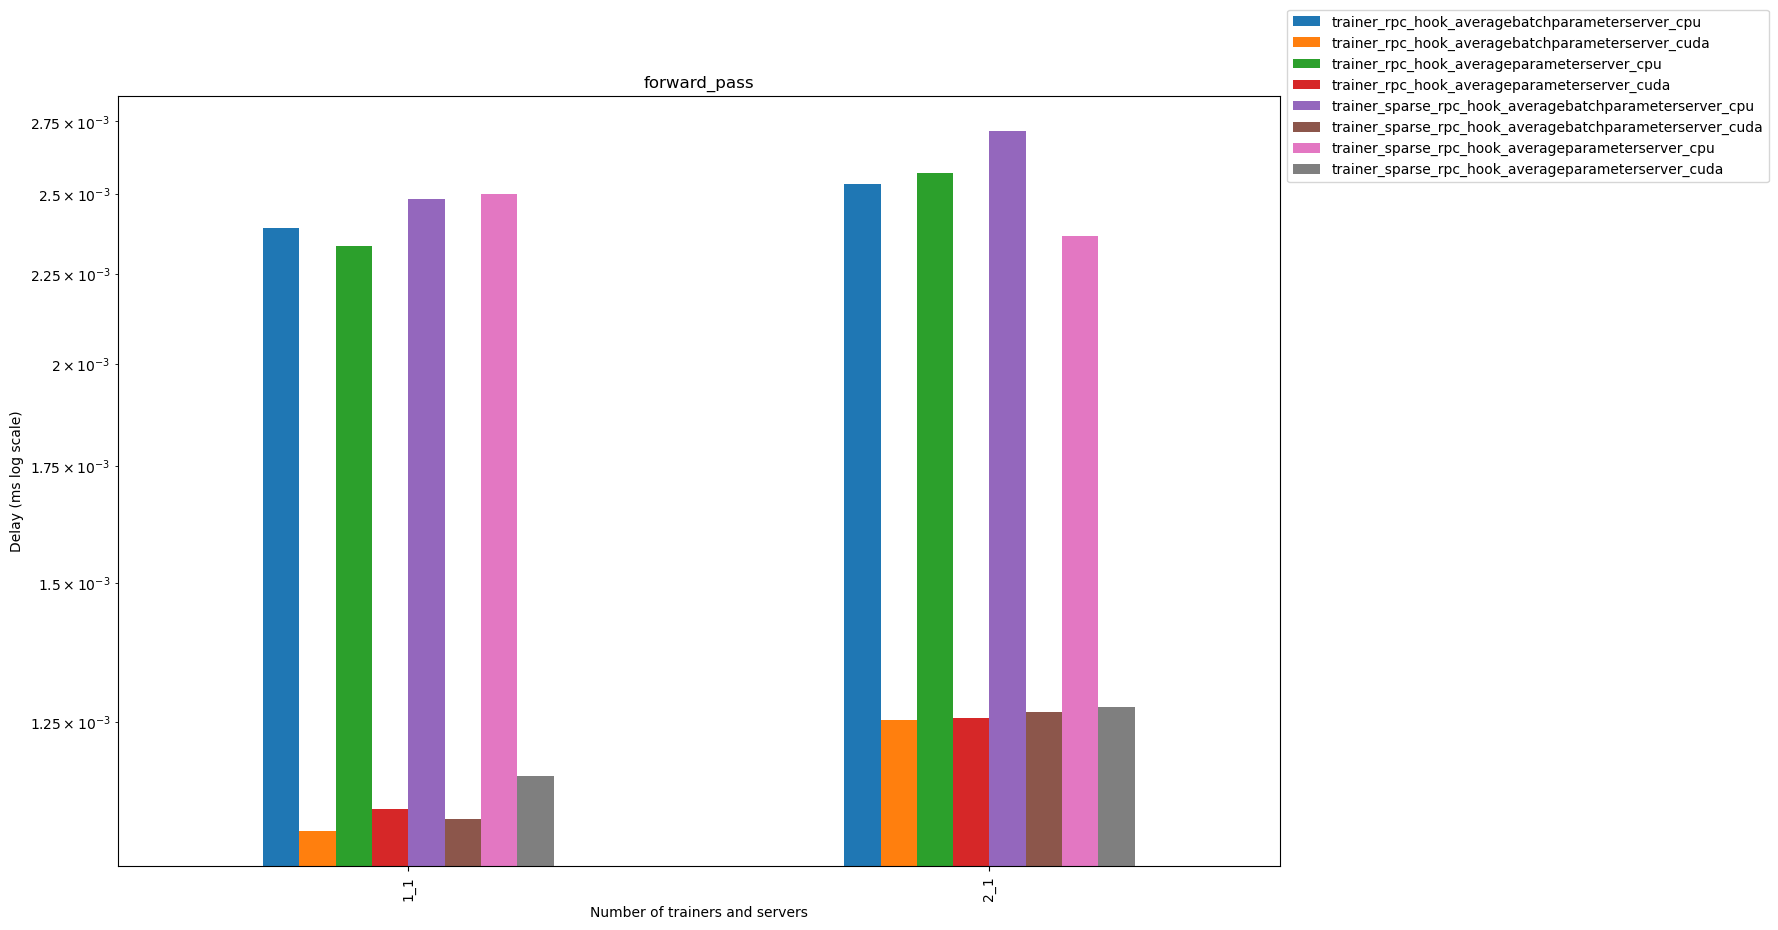 forward_pass
trainer_rpc_hook_averagebatchparameterserver_cpu
trainer_rpc_hook_averagebatchparameterserver_cuda
trainer_rpc_hook_averageparameterserver_cpu
trainer_rpc_hook_averageparameterserver_cuda
trainer_sparse_rpc_hook_averagebatchparameterserver_cpu
trainer_sparse_rpc_hook_averagebatchparameterserver_cuda
trainer_sparse_rpc_hook_averageparameterserver_cpu
trainer_sparse_rpc_hook_averageparameterserver_cuda
Delay (ms log scale)
2.75 × 10⁻³
2.5 × 10⁻³
2.25 × 10⁻³
2 × 10⁻³
1.75 × 10⁻³
1.5 × 10⁻³
1.25 × 10⁻³
1_1
2_1
Number of trainers and servers